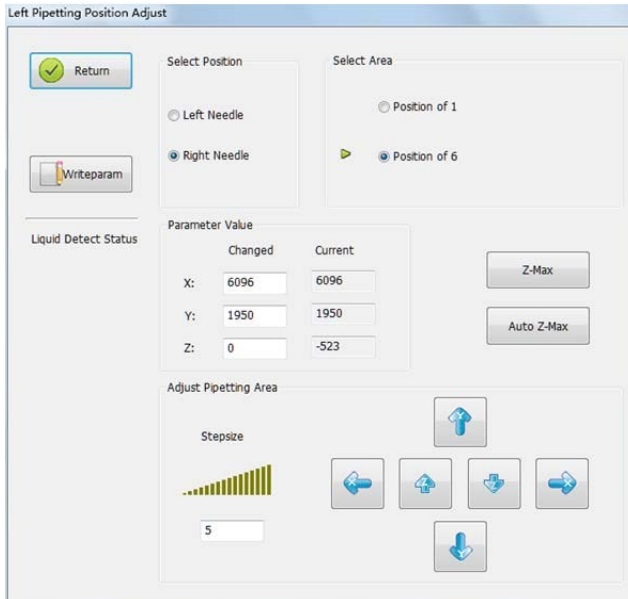 Left Pipetting Position Adjust
Return
Writeparam
Liquid Detect Status
Select Position
Left Needle
Right Needle
Select Area
Position of 1
Position of 6
Parameter Value
Changed Current
X: 6096 6096
Y: 1950 1950
Z: 0 -523
Z-Max
Auto Z-Max
Adjust Pipetting Area
Stepsize
5
Y
X Z Z X
Y